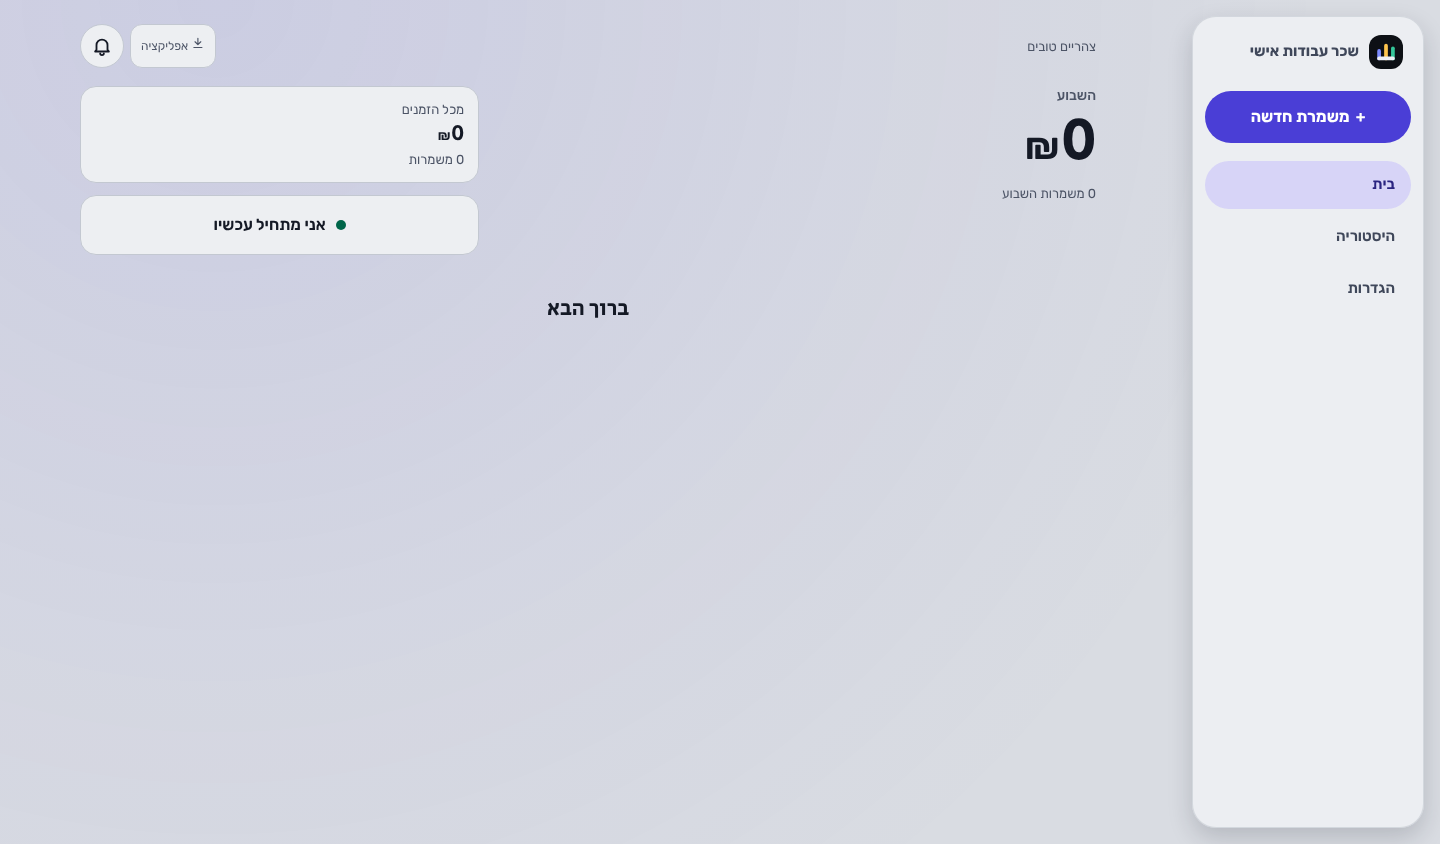 שכר עבודות אישי
+ משמרת חדשה
בית
היסטוריה
הגדרות
צהריים טובים
אפליקציה
השבוע
0₪
0 משמרות השבוע
מכל הזמנים
0₪
0 משמרות
אני מתחיל עכשיו
ברוך הבא